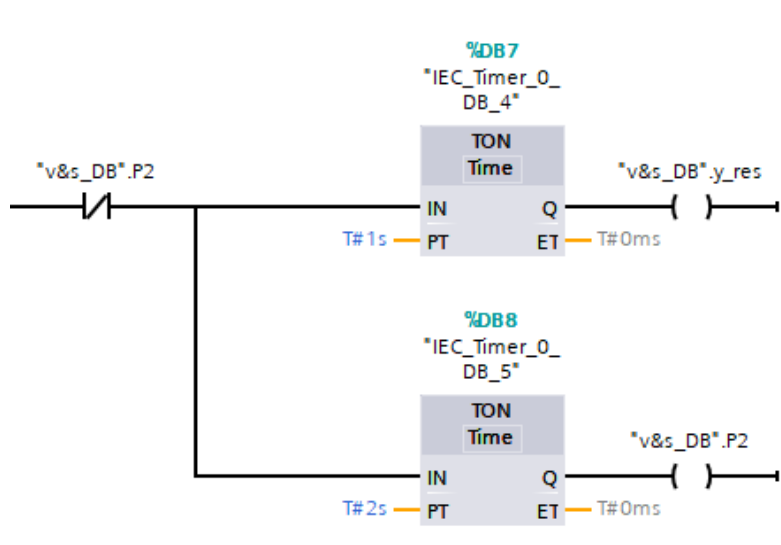 %DB7
"IEC_Timer_0_
DB_4"
TON
Time
"v&s_DB".P2
"v&s_DB".y_res
IN
Q
T#1s
PT
ET
T#0ms
%DB8
"IEC_Timer_0_
DB_5"
TON
Time
"v&s_DB".P2
IN
Q
T#2s
PT
ET
T#0ms